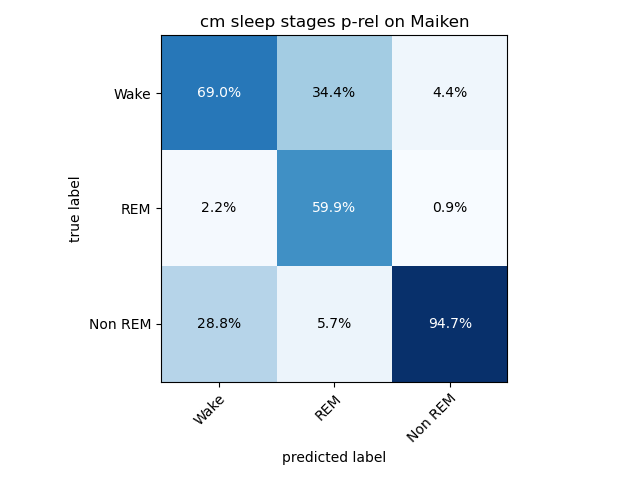 cm sleep stages p-rel on Maiken
true label
Wake
69.0% 34.4% 4.4%
REM
2.2% 59.9% 0.9%
Non REM
28.8% 5.7% 94.7%
Wake
REM
Non REM
predicted label